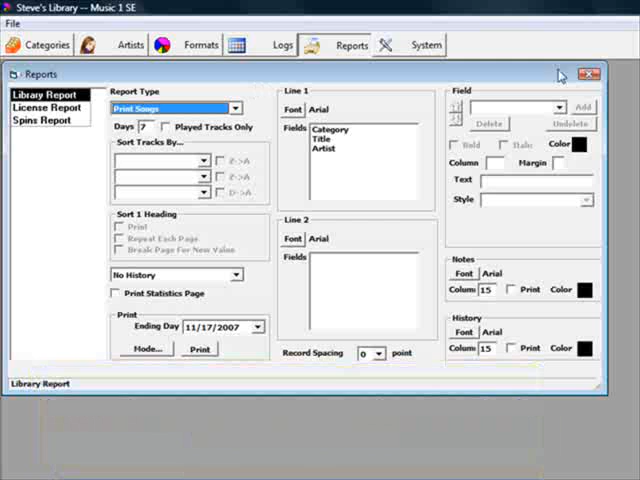 Steve's Library -- Music 1 SE
File
Categories Artists Formats Logs Reports System
Reports
Library Report
License Report
Spins Report
Report Type
Print Songs
Days 7 Played Tracks Only
Sort Tracks By...
Z->A
Z->A
D->A
Sort 1 Heading
Print
Repeat Each Page
Break Page For New Value
No History
Print Statistics Page
Print
Ending Day 11/17/2007
Mode... Print
Line 1
Font Arial
Fields Category
Title
Artist
Line 2
Font Arial
Fields
Record Spacing 0 point
Field
Add
Delete Undelete
Bold Italic Color
Column Margin
Text
Style
Notes
Font Arial
Colum 15 Print Color
History
Font Arial
Colum 15 Print Color
Library Report